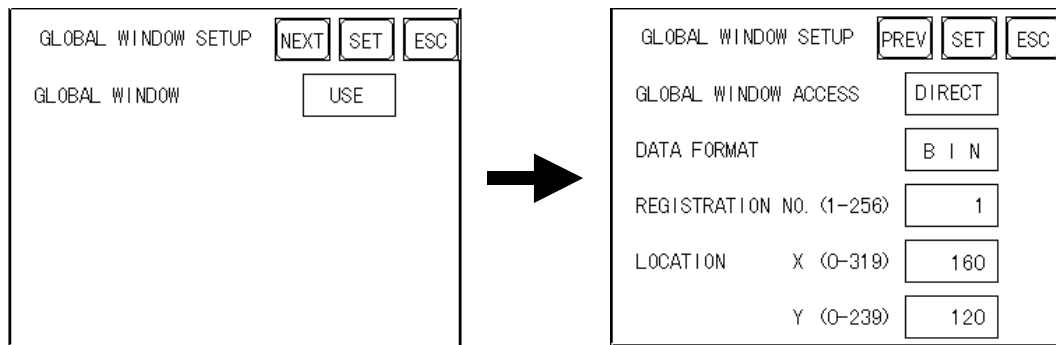 GLOBAL WINDOW SETUP NEXT SET ESC
GLOBAL WINDOW USE
GLOBAL WINDOW SETUP PREV SET ESC
GLOBAL WINDOW ACCESS DIRECT
DATA FORMAT B I N
REGISTRATION NO. (1-256) 1
LOCATION X (0-319) 160
Y (0-239) 120